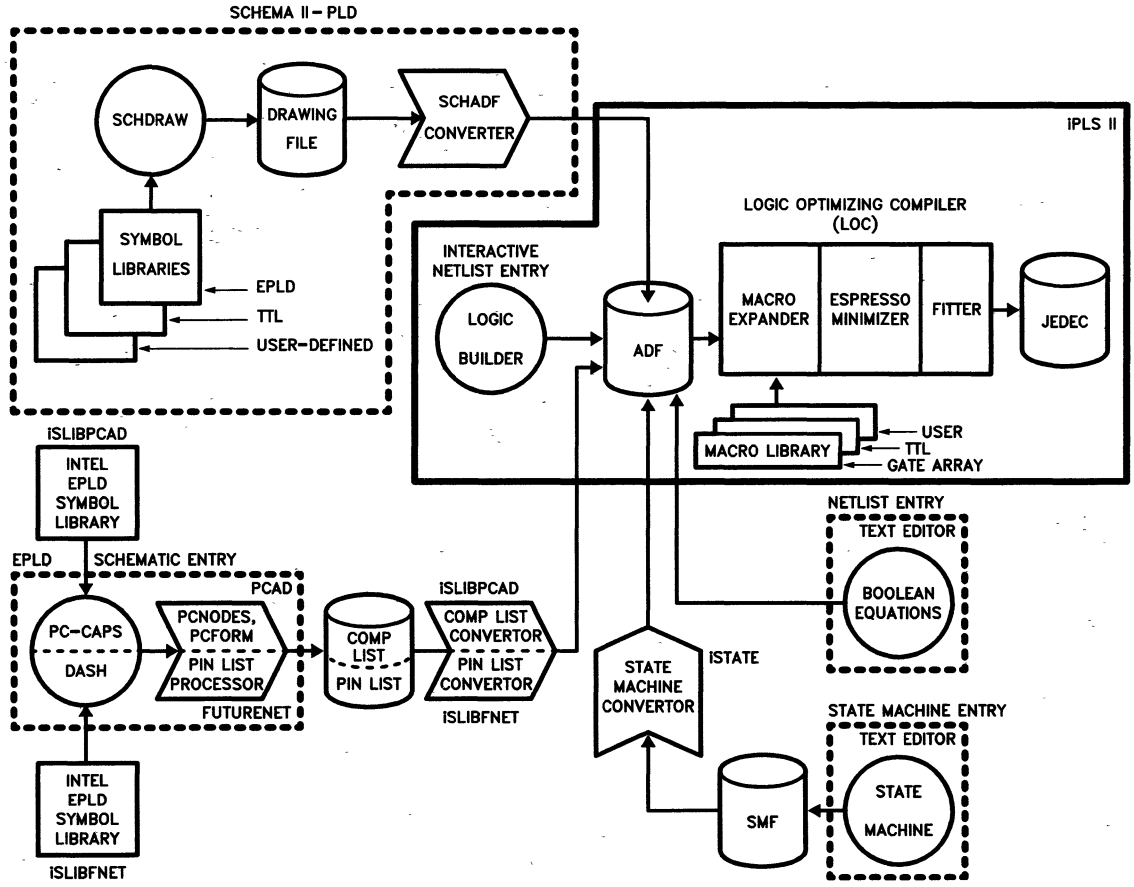 SCHEMA II – PLD
SCHDRAW
DRAWING
FILE
SCHADF
CONVERTER
SYMBOL
LIBRARIES
EPLD
TTL
USER-DEFINED
iPLS II
LOGIC OPTIMIZING COMPILER
(LOC)
INTERACTIVE
NETLIST ENTRY
LOGIC
BUILDER
ADF
MACRO
EXPANDER
ESPRESSO
MINIMIZER
FITTER
JEDEC
MACRO LIBRARY
USER
TTL
GATE ARRAY
iSLIBPCAD
INTEL
EPLD
SYMBOL
LIBRARY
EPLD
SCHEMATIC ENTRY
PCAD
PC-CAPS
DASH
PCNODES,
PCFORM
PIN LIST
PROCESSOR
FUTURENET
COMP
LIST
PIN LIST
iSLIBPCAD
COMP LIST
CONVERTOR
PIN LIST
CONVERTOR
iSLIBFNET
INTEL
EPLD
SYMBOL
LIBRARY
iSLIBFNET
NETLIST ENTRY
TEXT EDITOR
BOOLEAN
EQUATIONS
iSTATE
STATE
MACHINE
CONVERTOR
STATE MACHINE ENTRY
TEXT EDITOR
STATE
MACHINE
SMF